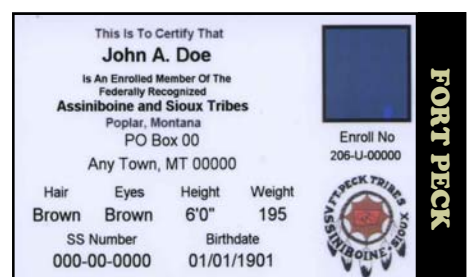 This Is To Certify That
John A. Doe
Is An Enrolled Member Of The
Federally Recognized
Assiniboine and Sioux Tribes
Poplar, Montana
PO Box 00
Any Town, MT 00000
Hair Eyes Height Weight
Brown Brown 6'0" 195
SS Number Birthdate
000-00-0000 01/01/1901
Enroll No
206-U-00000
FT. PECK TRIBES
ASSINIBOINE - SIOUX
FORT PECK